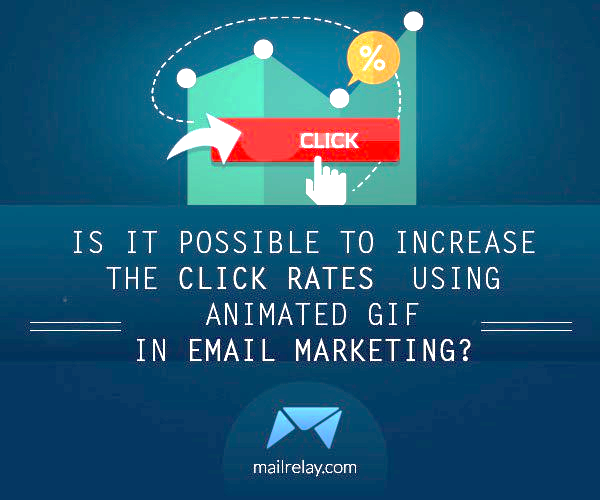 %
CLICK
IS IT POSSIBLE TO INCREASE
THE CLICK RATES USING
ANIMATED GIF
IN EMAIL MARKETING?
mailrelay.com